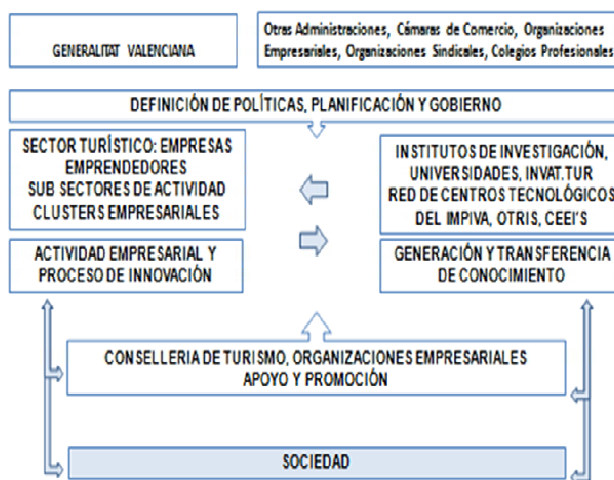 GENERALITAT VALENCIANA
Otras Administraciones, Cámaras de Comercio, Organizaciones
Empresariales, Organizaciones Sindicales, Colegios Profesionales
DEFINICIÓN DE POLÍTICAS, PLANIFICACIÓN Y GOBIERNO
SECTOR TURÍSTICO: EMPRESAS
EMPRENDEDORES
SUB SECTORES DE ACTIVIDAD
CLUSTERS EMPRESARIALES
INSTITUTOS DE INVESTIGACIÓN,
UNIVERSIDADES, INVAT.TUR
RED DE CENTROS TECNOLÓGICOS
DEL IMPIVA, OTRIS, CEEI'S
ACTIVIDAD EMPRESARIAL Y
PROCESO DE INNOVACIÓN
GENERACIÓN Y TRANSFERENCIA
DE CONOCIMIENTO
CONSELLERIA DE TURISMO, ORGANIZACIONES EMPRESARIALES
APOYO Y PROMOCIÓN
SOCIEDAD